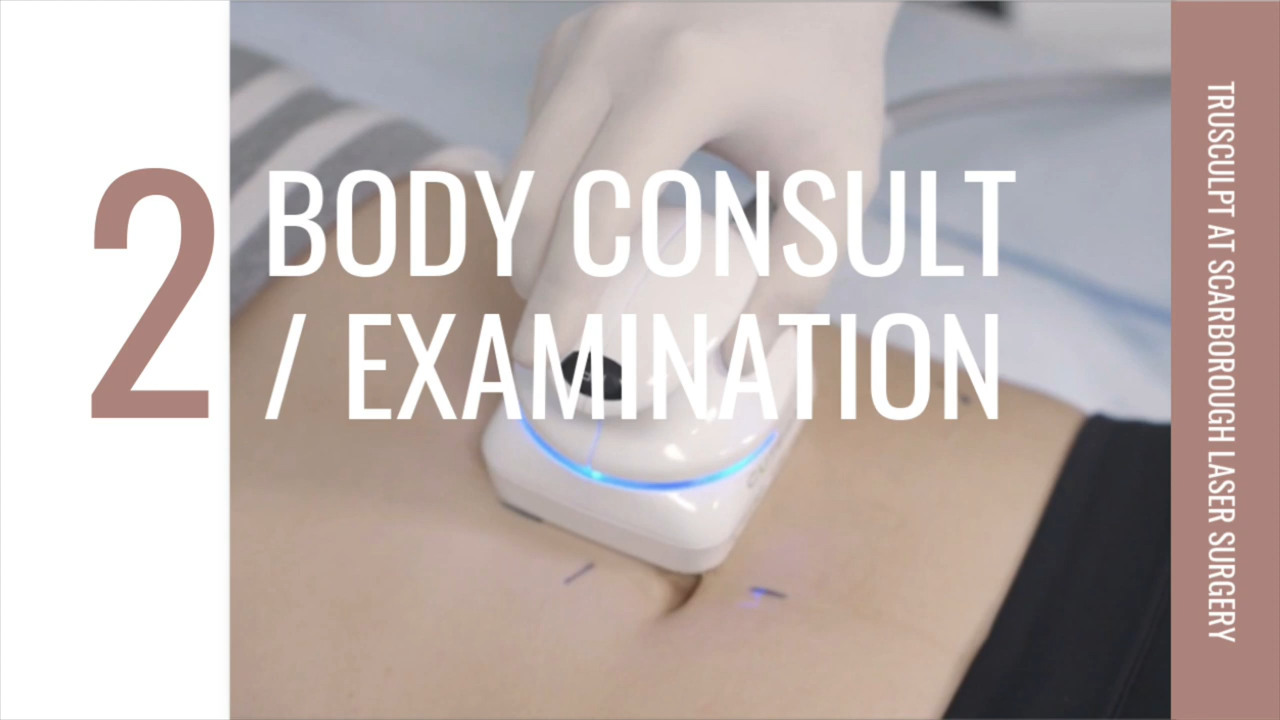 2
BODY CONSULT
/ EXAMINATION
TRUSCULPT AT SCARBOROUGH LASER SURGERY